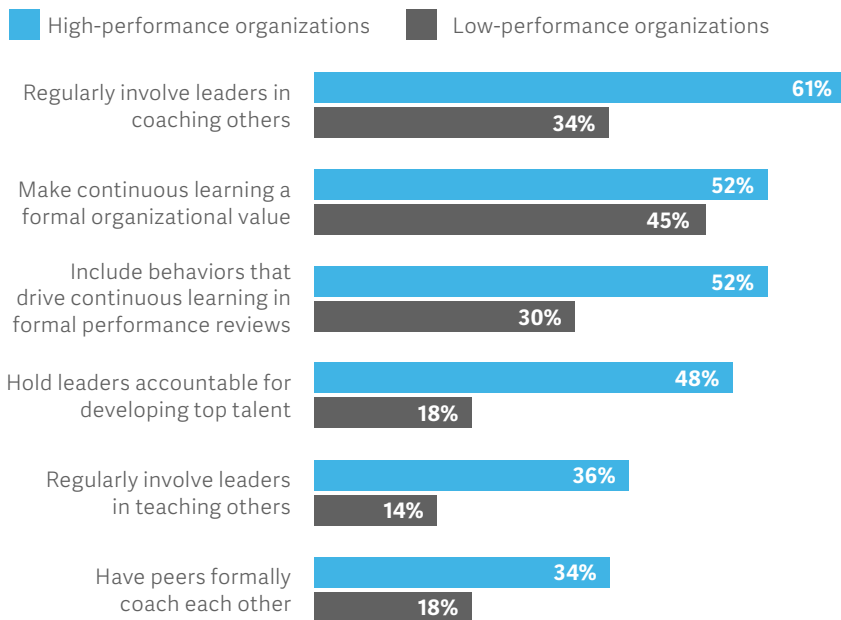 High-performance organizations
Low-performance organizations
Regularly involve leaders in
coaching others
61%
34%
Make continuous learning a
formal organizational value
52%
45%
Include behaviors that
drive continuous learning in
formal performance reviews
52%
30%
Hold leaders accountable for
developing top talent
48%
18%
Regularly involve leaders
in teaching others
36%
14%
Have peers formally
coach each other
34%
18%